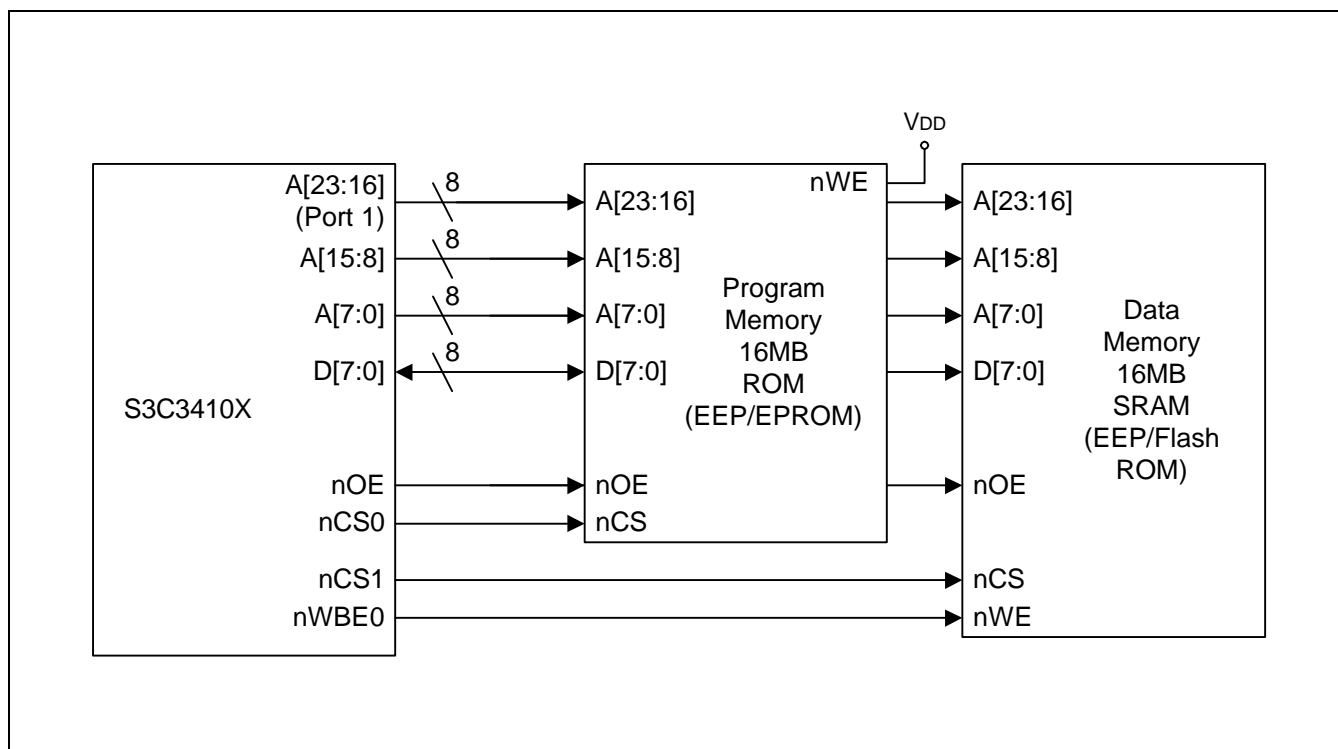 VDD
A[23:16]
(Port 1)
A[15:8]
A[7:0]
D[7:0]
S3C3410X
nOE
nCS0
nCS1
nWBE0
8
8
8
8
nWE
A[23:16]
A[15:8]
A[7:0]
D[7:0]
Program
Memory
16MB
ROM
(EEP/EPROM)
nOE
nCS
A[23:16]
A[15:8]
A[7:0]
D[7:0]
Data
Memory
16MB
SRAM
(EEP/Flash
ROM)
nOE
nCS
nWE